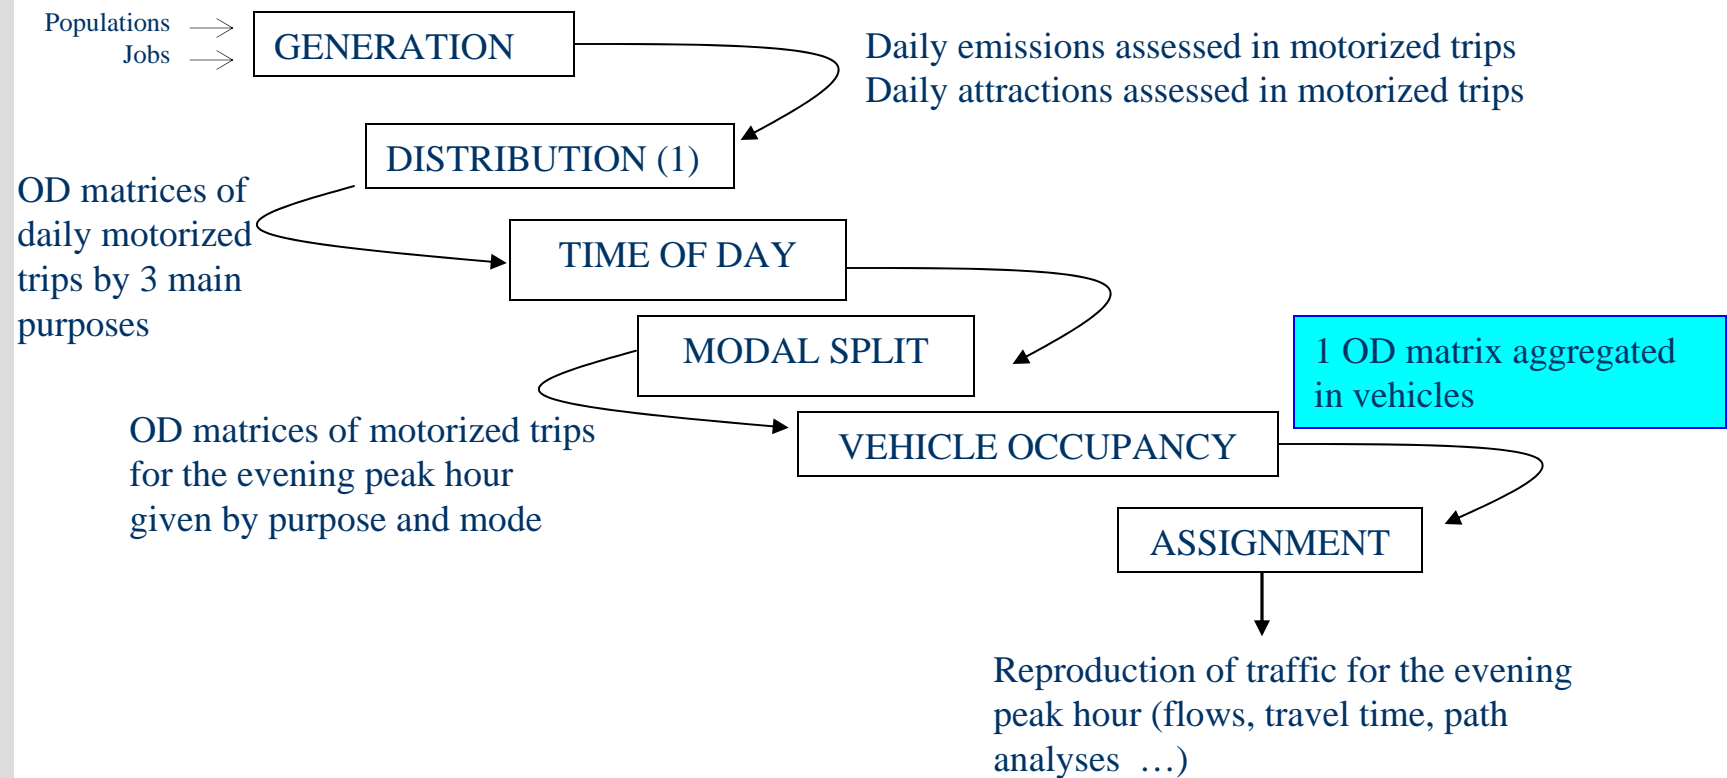 Populations
Jobs
GENERATION
Daily emissions assessed in motorized trips
Daily attractions assessed in motorized trips
DISTRIBUTION (1)
OD matrices of
daily motorized
trips by 3 main
purposes
TIME OF DAY
MODAL SPLIT
1 OD matrix aggregated
in vehicles
OD matrices of motorized trips
for the evening peak hour
given by purpose and mode
VEHICLE OCCUPANCY
ASSIGNMENT
Reproduction of traffic for the evening
peak hour (flows, travel time, path
analyses …)